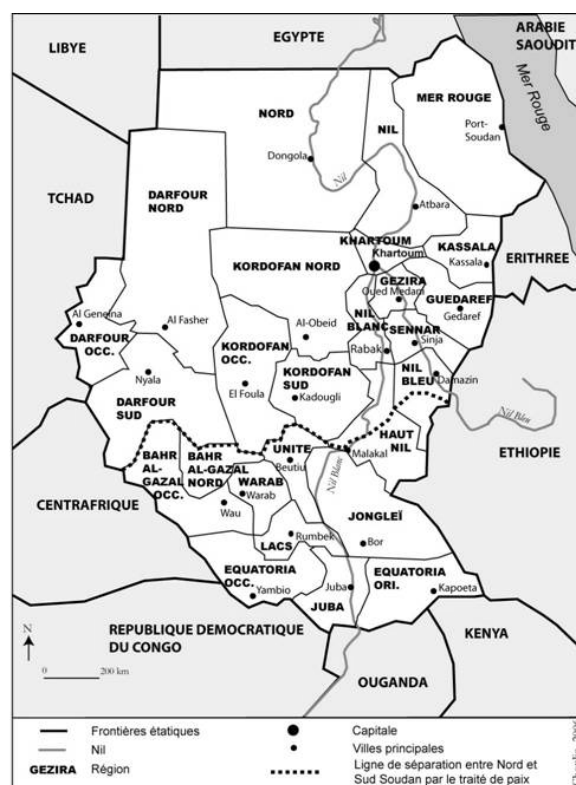 ARABIE
SAOUDIT
EGYPTE
LIBYE
Mer Rouge
MER ROUGE
NORD
NIL
Port-
Soudan
Dongola
Nil
TCHAD
DARFOUR
NORD
Atbara
KHARTOUM
Khartoum
KASSALA
Kassala
ERITHREE
KORDOFAN NORD
GEZIRA
Oued Medani
GUEDAREF
Gedaref
Al Geneina
Al Fasher
DARFOUR
OCC.
KORDOFAN
OCC.
Al-Obeid
NIL
BLANC
SENNAR
Sinja
Rabak
Nyala
El Foula
KORDOFAN
SUD
Kadougli
NIL
BLEU
Damazin
DARFOUR
SUD
Nil Bleu
BAHR
AL-
GAZAL
OCC.
BAHR
AL-GAZAL
NORD
UNITE
Beutiu
WARAB
Warab
Malakal
HAUT
NIL
ETHIOPIE
CENTRAFRIQUE
Wau
Nil Blanc
JONGLEÏ
Bor
Rumbek
LACS
EQUATORIA
OCC.
Yambio
Juba
JUBA
EQUATORIA
ORI.
Kapoeta
REPUBLIQUE DEMOCRATIQUE
DU CONGO
KENYA
OUGANDA
N
0 200 km
Frontières étatiques
Nil
GEZIRA Région
Capitale
Villes principales
Ligne de séparation entre Nord et
Sud Soudan par le traité de paix